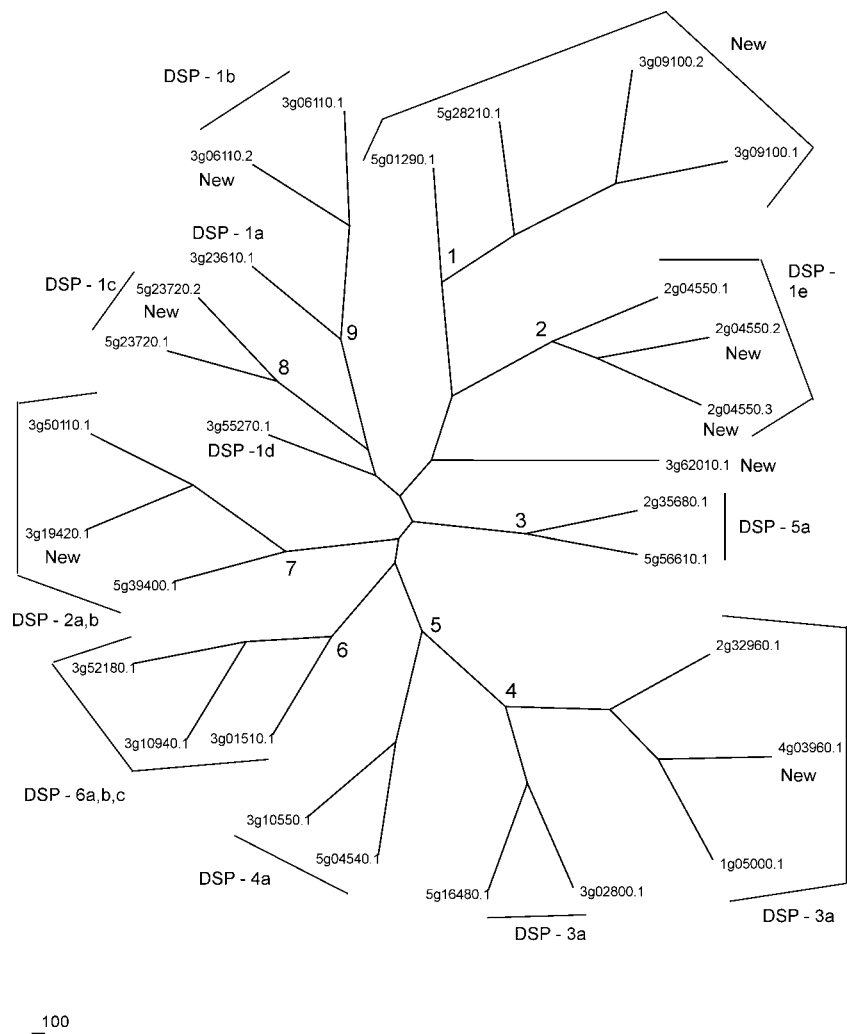 New
3g09100.2
DSP - 1b
3g06110.1
5g28210.1
3g06110.2
New
5g01290.1
3g09100.1
DSP - 1a
3g23610.1
1
DSP -
1e
DSP - 1c
5g23720.2
New
2g04550.1
5g23720.1
9
8
2
2g04550.2
New
2g04550.3
New
3g50110.1
3g55270.1
DSP -1d
3g62010.1 New
2g35680.1
3g19420.1
New
3
DSP - 5a
5g56610.1
7
5g39400.1
DSP - 2a,b
5
6
2g32960.1
3g52180.1
4
3g10940.1
3g01510.1
4g03960.1
New
DSP - 6a,b,c
3g10550.1
5g04540.1
1g05000.1
DSP - 4a
5g16480.1
3g02800.1
DSP - 3a
DSP - 3a
100